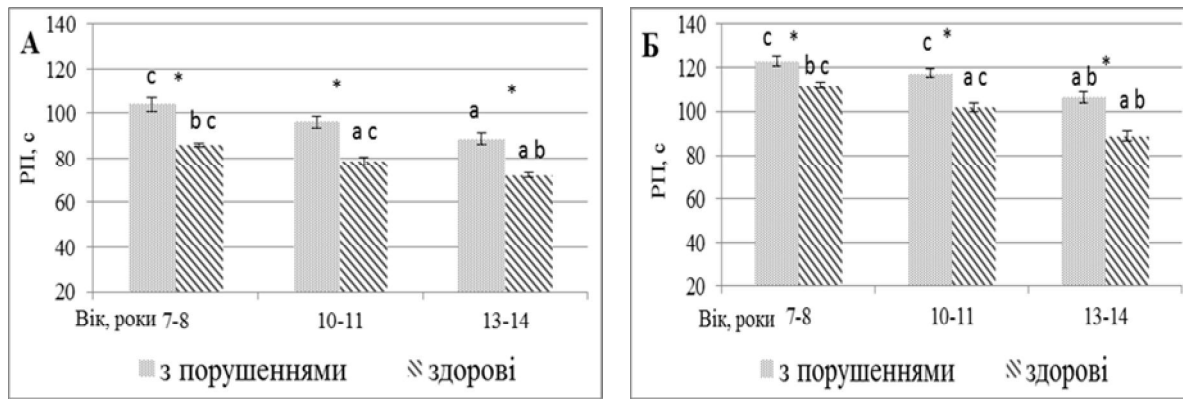 А
140
120
100
80
60
40
20
РП, с
c *
b c
*
a c
a *
a b
Вік, роки 7-8 10-11 13-14
з порушеннями здорові
Б
140
120
100
80
60
40
20
РП, с
c *
b c
c *
a c
a b *
a b
Вік, роки 7-8 10-11 13-14
з порушеннями здорові